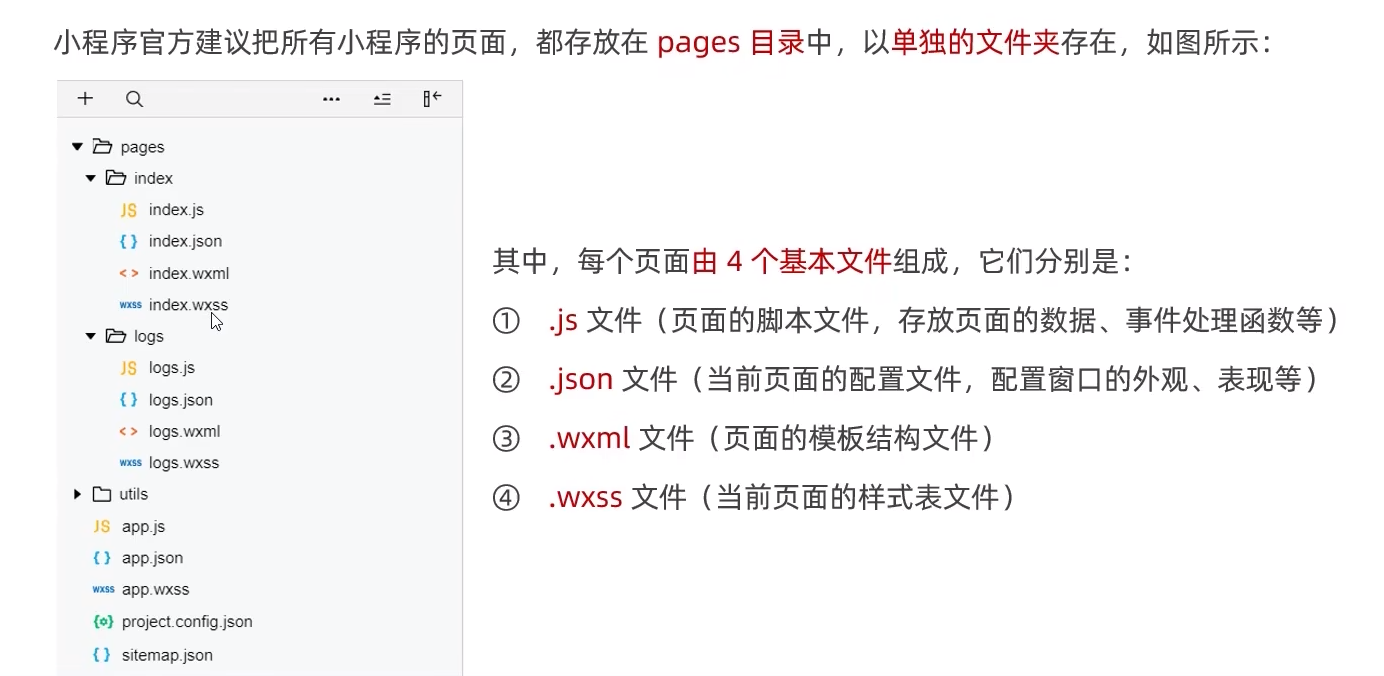 小程序官方建议把所有小程序的页面，都存放在 pages 目录中，以单独的文件夹存在，如图所示：
pages
index
JS index.js
{ } index.json
< > index.wxml
wxss index.wxss
logs
JS logs.js
{ } logs.json
< > logs.wxml
wxss logs.wxss
utils
JS app.js
{ } app.json
wxss app.wxss
project.config.json
{ } sitemap.json
其中，每个页面由 4 个基本文件组成，它们分别是：
① .js 文件（页面的脚本文件，存放页面的数据、事件处理函数等）
② .json 文件（当前页面的配置文件，配置窗口的外观、表现等）
③ .wxml 文件（页面的模板结构文件）
④ .wxss 文件（当前页面的样式表文件）